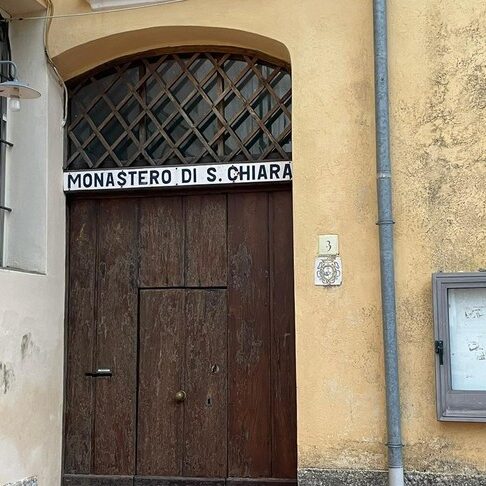 MONASTERO DI S. CHIARA
3